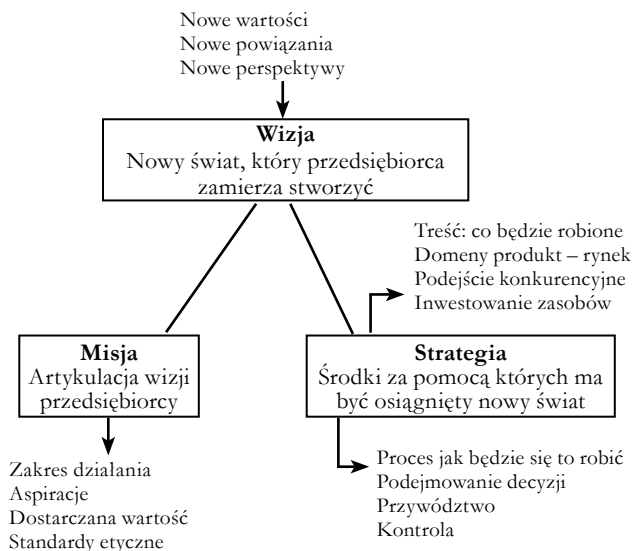 Nowe wartości
Nowe powiązania
Nowe perspektywy
Wizja
Nowy świat, który przedsiębiorca
zamierza stworzyć
Treść: co będzie robione
Domeny produkt – rynek
Podejście konkurencyjne
Inwestowanie zasobów
Misja
Artykulacja wizji
przedsiębiorcy
Strategia
Środki za pomocą których ma
być osiągnięty nowy świat
Zakres działania
Aspiracje
Dostarczana wartość
Standardy etyczne
Proces jak będzie się to robić
Podejmowanie decyzji
Przywództwo
Kontrola